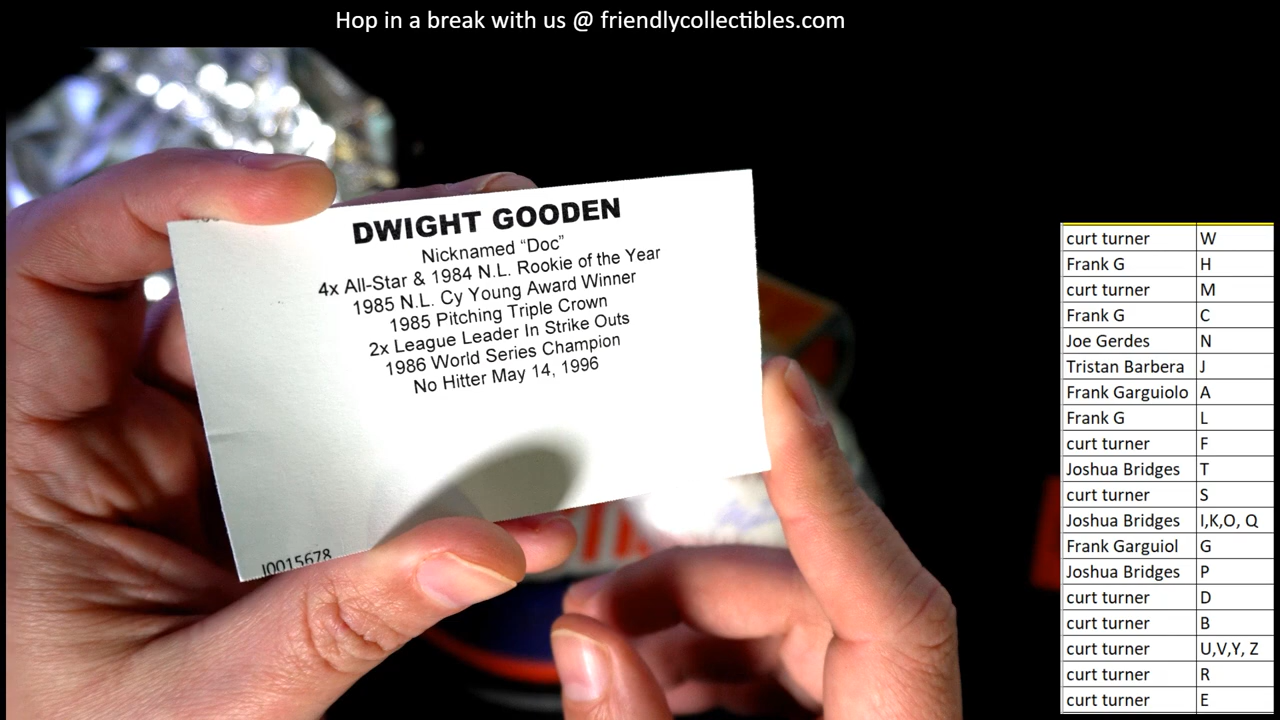 Hop in a break with us @ friendlycollectibles.com
DWIGHT GOODEN
Nicknamed “Doc”
4x All-Star & 1984 N.L. Rookie of the Year
1985 N.L. Cy Young Award Winner
1985 Pitching Triple Crown
2x League Leader In Strike Outs
1986 World Series Champion
No Hitter May 14, 1996
J0015678
curt turner W
Frank G H
curt turner M
Frank G C
Joe Gerdes N
Tristan Barbera J
Frank Garguiolo A
Frank G L
curt turner F
Joshua Bridges T
curt turner S
Joshua Bridges I,K,O, Q
Frank Garguiol G
Joshua Bridges P
curt turner D
curt turner B
curt turner U,V,Y, Z
curt turner R
curt turner E